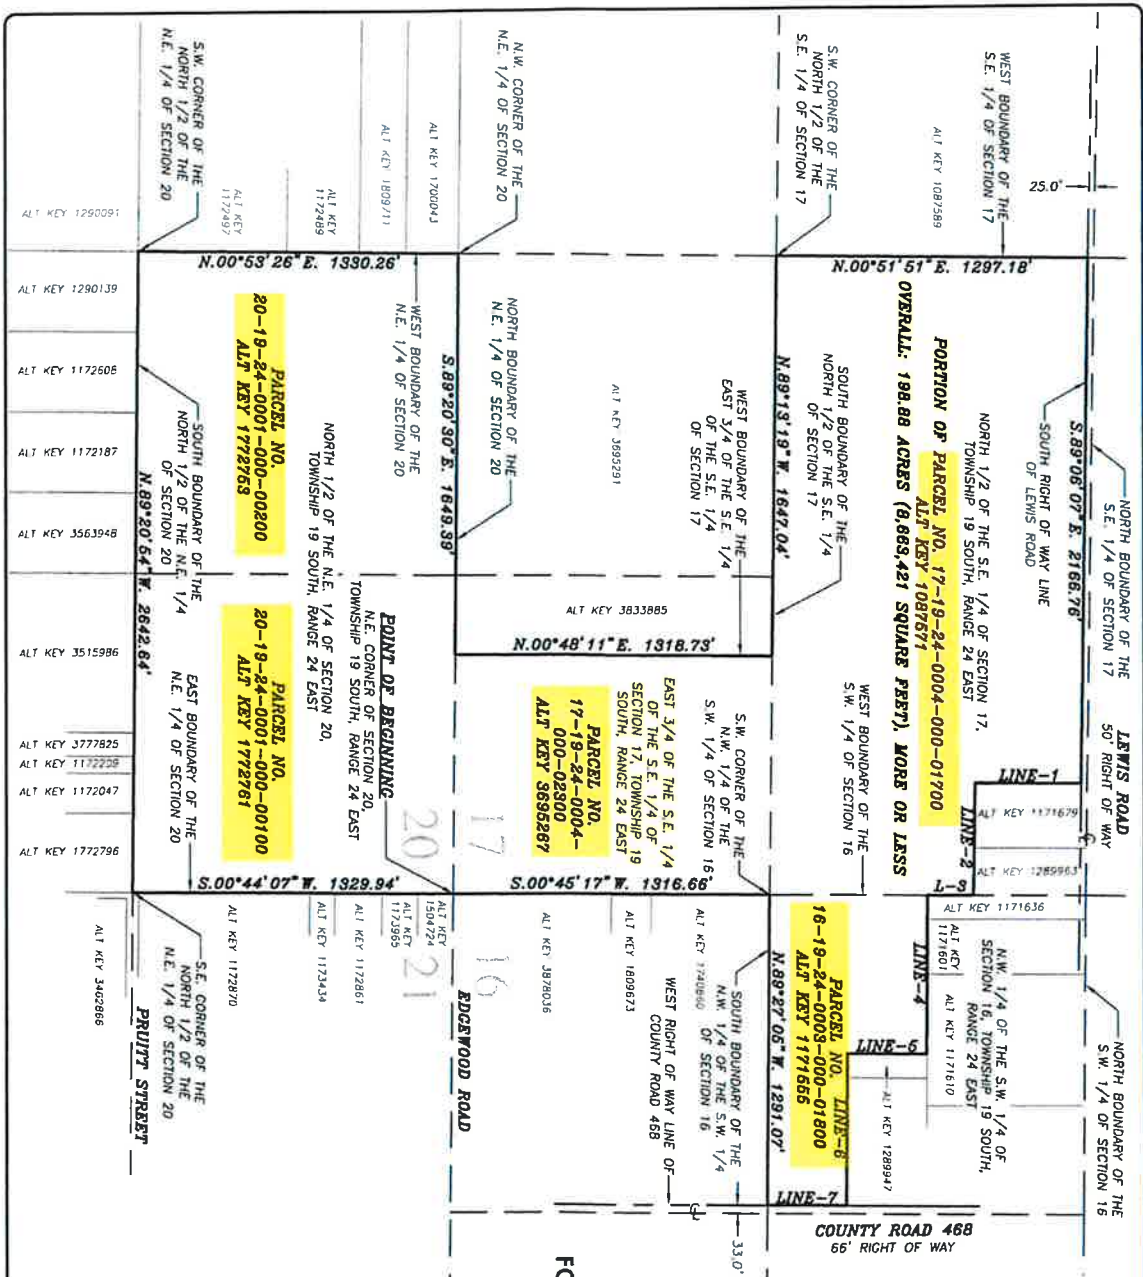 LEWIS ROAD
50' RIGHT OF WAY
NORTH BOUNDARY OF THE
S.E. 1/4 OF SECTION 17
S.89°06'07"E. 2166.76'
SOUTH RIGHT OF WAY LINE
OF LEWIS ROAD
25.0'
WEST BOUNDARY OF THE
S.E. 1/4 OF SECTION 17
ALT KEY 1087589
N.00°51'51"E. 1297.18'
S.W. CORNER OF THE
NORTH 1/2 OF THE
S.E. 1/4 OF SECTION 17
NORTH 1/2 OF THE S.E. 1/4 OF SECTION 17,
TOWNSHIP 19 SOUTH, RANGE 24 EAST
PORTION OF PARCEL NO. 17-19-24-0004-000-01700
ALT KEY 1087571
OVERALL: 198.88 ACRES (8,663,421 SQUARE FEET), MORE OR LESS
LINE-1
ALT KEY 1171679
LINE-2
ALT KEY 1289963
L-3
ALT KEY 1171636
NORTH BOUNDARY OF THE
S.W. 1/4 OF SECTION 16
N.W. 1/4 OF THE S.W. 1/4 OF
SECTION 16, TOWNSHIP 19 SOUTH,
RANGE 24 EAST
ALT KEY
1171601
ALT KEY 1171610
LINE-4
LINE-5
ALT KEY 1289947
WEST BOUNDARY OF THE
S.W. 1/4 OF SECTION 16
PARCEL NO.
16-19-24-0003-000-01800
ALT KEY 1171556
LINE-6
LINE-7
COUNTY ROAD 468
66' RIGHT OF WAY
33.0'
N.89°27'05"W. 1291.07'
SOUTH BOUNDARY OF THE
N.W. 1/4 OF THE S.W. 1/4
OF SECTION 16
WEST RIGHT OF WAY LINE OF
COUNTY ROAD 468
SOUTH BOUNDARY OF THE
NORTH 1/2 OF THE S.E. 1/4
OF SECTION 17
N.89°13'19"W. 1647.04'
WEST BOUNDARY OF THE
EAST 3/4 OF THE S.E. 1/4
OF THE S.E. 1/4
OF SECTION 17
ALT KEY 3695291
ALT KEY 3833885
N.00°48'11"E. 1318.73'
S.W. CORNER OF THE
N.W. 1/4 OF THE
S.W. 1/4 OF SECTION 16
EAST 3/4 OF THE S.E. 1/4
OF THE S.E. 1/4 OF
SECTION 17, TOWNSHIP 19
SOUTH, RANGE 24 EAST
PARCEL NO.
17-19-24-0004-
000-02300
ALT KEY 3695287
S.00°45'17"W. 1316.66'
ALT KEY 1740860
ALT KEY 1809673
ALT KEY 3878036
17
16
20
21
EDGEWOOD ROAD
N.W. CORNER OF THE
N.E. 1/4 OF SECTION 20
NORTH BOUNDARY OF THE
N.E. 1/4 OF SECTION 20
S.89°20'30"E. 1649.39'
WEST BOUNDARY OF THE
N.E. 1/4 OF SECTION 20
ALT KEY 1700043
ALT KEY 1809711
ALT KEY
1172489
ALT KEY
1172497
N.00°53'26"E. 1330.26'
S.W. CORNER OF THE
NORTH 1/2 OF THE
N.E. 1/4 OF SECTION 20
POINT OF BEGINNING
N.E. CORNER OF SECTION 20,
TOWNSHIP 19 SOUTH, RANGE 24 EAST
NORTH 1/2 OF THE N.E. 1/4 OF SECTION 20,
TOWNSHIP 19 SOUTH, RANGE 24 EAST
PARCEL NO.
20-19-24-0001-000-00200
ALT KEY 1772753
PARCEL NO.
20-19-24-0001-000-00100
ALT KEY 1772761
S.00°44'07"W. 1329.94'
ALT KEY
1504724
ALT KEY
1173965
ALT KEY 1172861
ALT KEY 1173434
ALT KEY 1172870
SOUTH BOUNDARY OF THE
NORTH 1/2 OF THE N.E. 1/4
OF SECTION 20
EAST BOUNDARY OF THE
N.E. 1/4 OF SECTION 20
N.89°20'54"W. 2642.64'
S.E. CORNER OF THE
NORTH 1/2 OF THE
N.E. 1/4 OF SECTION 20
PRUITT STREET
ALT KEY 1290091
ALT KEY 1290139
ALT KEY 1172608
ALT KEY 1172187
ALT KEY 3563948
ALT KEY 3515986
ALT KEY 3777825
ALT KEY 1172209
ALT KEY 1172047
ALT KEY 1772796
ALT KEY 3402866